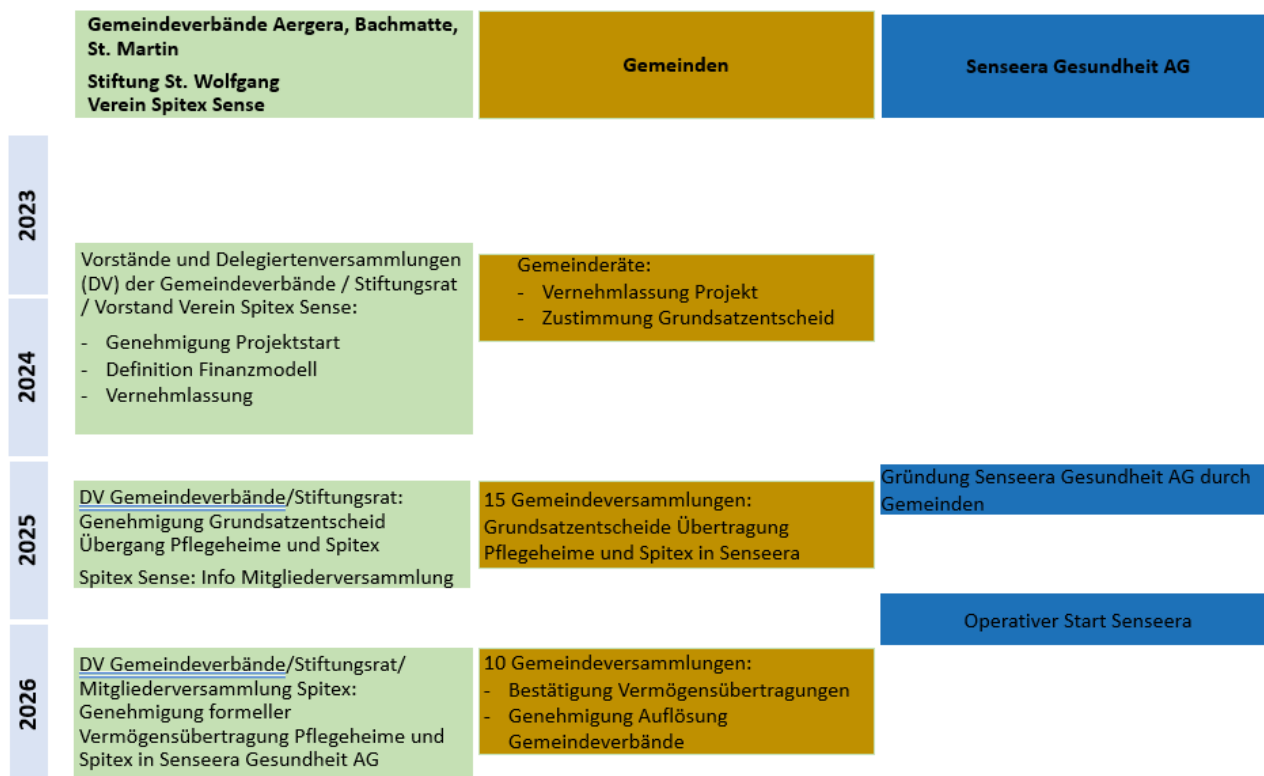 Gemeindeverbände Aergera, Bachmatte,
St. Martin
Stiftung St. Wolfgang
Verein Spitex Sense
Gemeinden
Senseera Gesundheit AG
2023
Vorstände und Delegiertenversammlungen
(DV) der Gemeindeverbände / Stiftungsrat
/ Vorstand Verein Spitex Sense:
- Genehmigung Projektstart
- Definition Finanzmodell
- Vernehmlassung
Gemeinderäte:
- Vernehmlassung Projekt
- Zustimmung Grundsatzentscheid
2024
2025
DV Gemeindeverbände/Stiftungsrat:
Genehmigung Grundsatzentscheid
Übergang Pflegeheime und Spitex
Spitex Sense: Info Mitgliederversammlung
15 Gemeindeversammlungen:
Grundsatzentscheide Übertragung
Pflegeheime und Spitex in Senseera
Gründung Senseera Gesundheit AG durch
Gemeinden
Operativer Start Senseera
2026
DV Gemeindeverbände/Stiftungsrat/
Mitgliederversammlung Spitex:
Genehmigung formeller
Vermögensübertragung Pflegeheime und
Spitex in Senseera Gesundheit AG
10 Gemeindeversammlungen:
- Bestätigung Vermögensübertragungen
- Genehmigung Auflösung
Gemeindeverbände